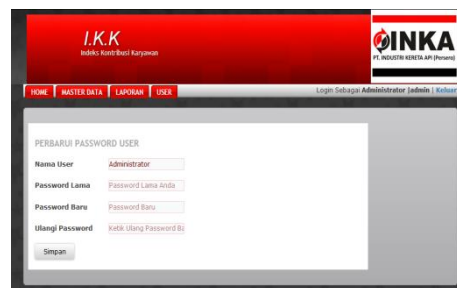 I.K.K
Indeks Kontribusi Karyawan
INKA
PT. INDUSTRI KERETA API (Persero)
HOME MASTER DATA LAPORAN USER
Login Sebagai Administrator |admin | Keluar
PERBARUI PASSWORD USER
Nama User Administrator
Password Lama Password Lama Anda
Password Baru Password Baru
Ulangi Password Ketik Ulang Password Ba
Simpan